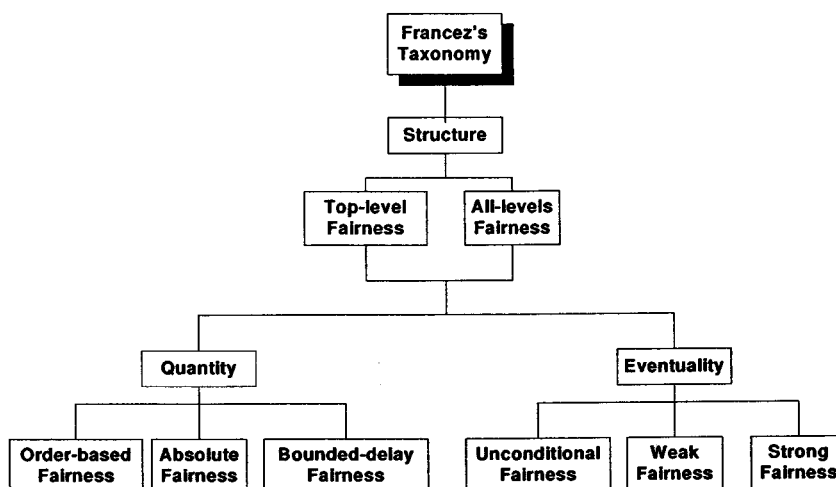 Francez's
Taxonomy
Structure
Top-level
Fairness
All-levels
Fairness
Quantity
Eventuality
Order-based
Fairness
Absolute
Fairness
Bounded-delay
Fairness
Unconditional
Fairness
Weak
Fairness
Strong
Fairness